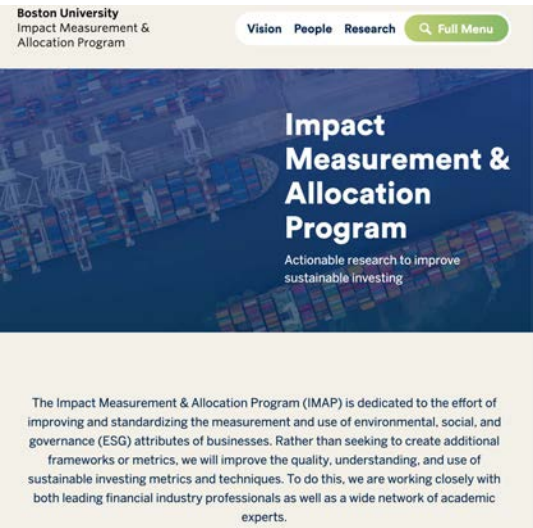 Boston University
Impact Measurement &
Allocation Program
Vision People Research Full Menu
Impact
Measurement &
Allocation
Program
Actionable research to improve
sustainable investing
The Impact Measurement & Allocation Program (IMAP) is dedicated to the effort of
improving and standardizing the measurement and use of environmental, social, and
governance (ESG) attributes of businesses. Rather than seeking to create additional
frameworks or metrics, we will improve the quality, understanding, and use of
sustainable investing metrics and techniques. To do this, we are working closely with
both leading financial industry professionals as well as a wide network of academic
experts.